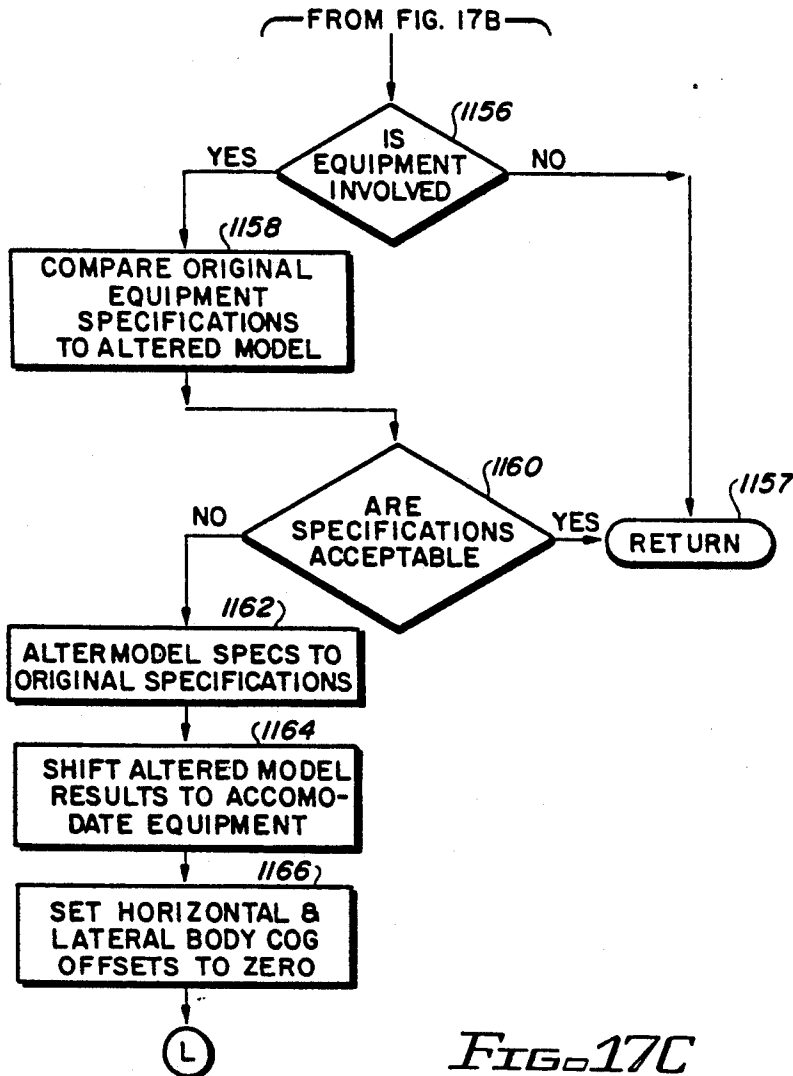 FROM FIG. 17B
1156
IS
EQUIPMENT
INVOLVED
YES
NO
1158
COMPARE ORIGINAL
EQUIPMENT
SPECIFICATIONS
TO ALTERED MODEL
1160
ARE
SPECIFICATIONS
ACCEPTABLE
NO
YES
1157
RETURN
1162
ALTERMODEL SPECS TO
ORIGINAL SPECIFICATIONS
1164
SHIFT ALTERED MODEL
RESULTS TO ACCOMO-
DATE EQUIPMENT
1166
SET HORIZONTAL &
LATERAL BODY COG
OFFSETS TO ZERO
L
FIG. 17C